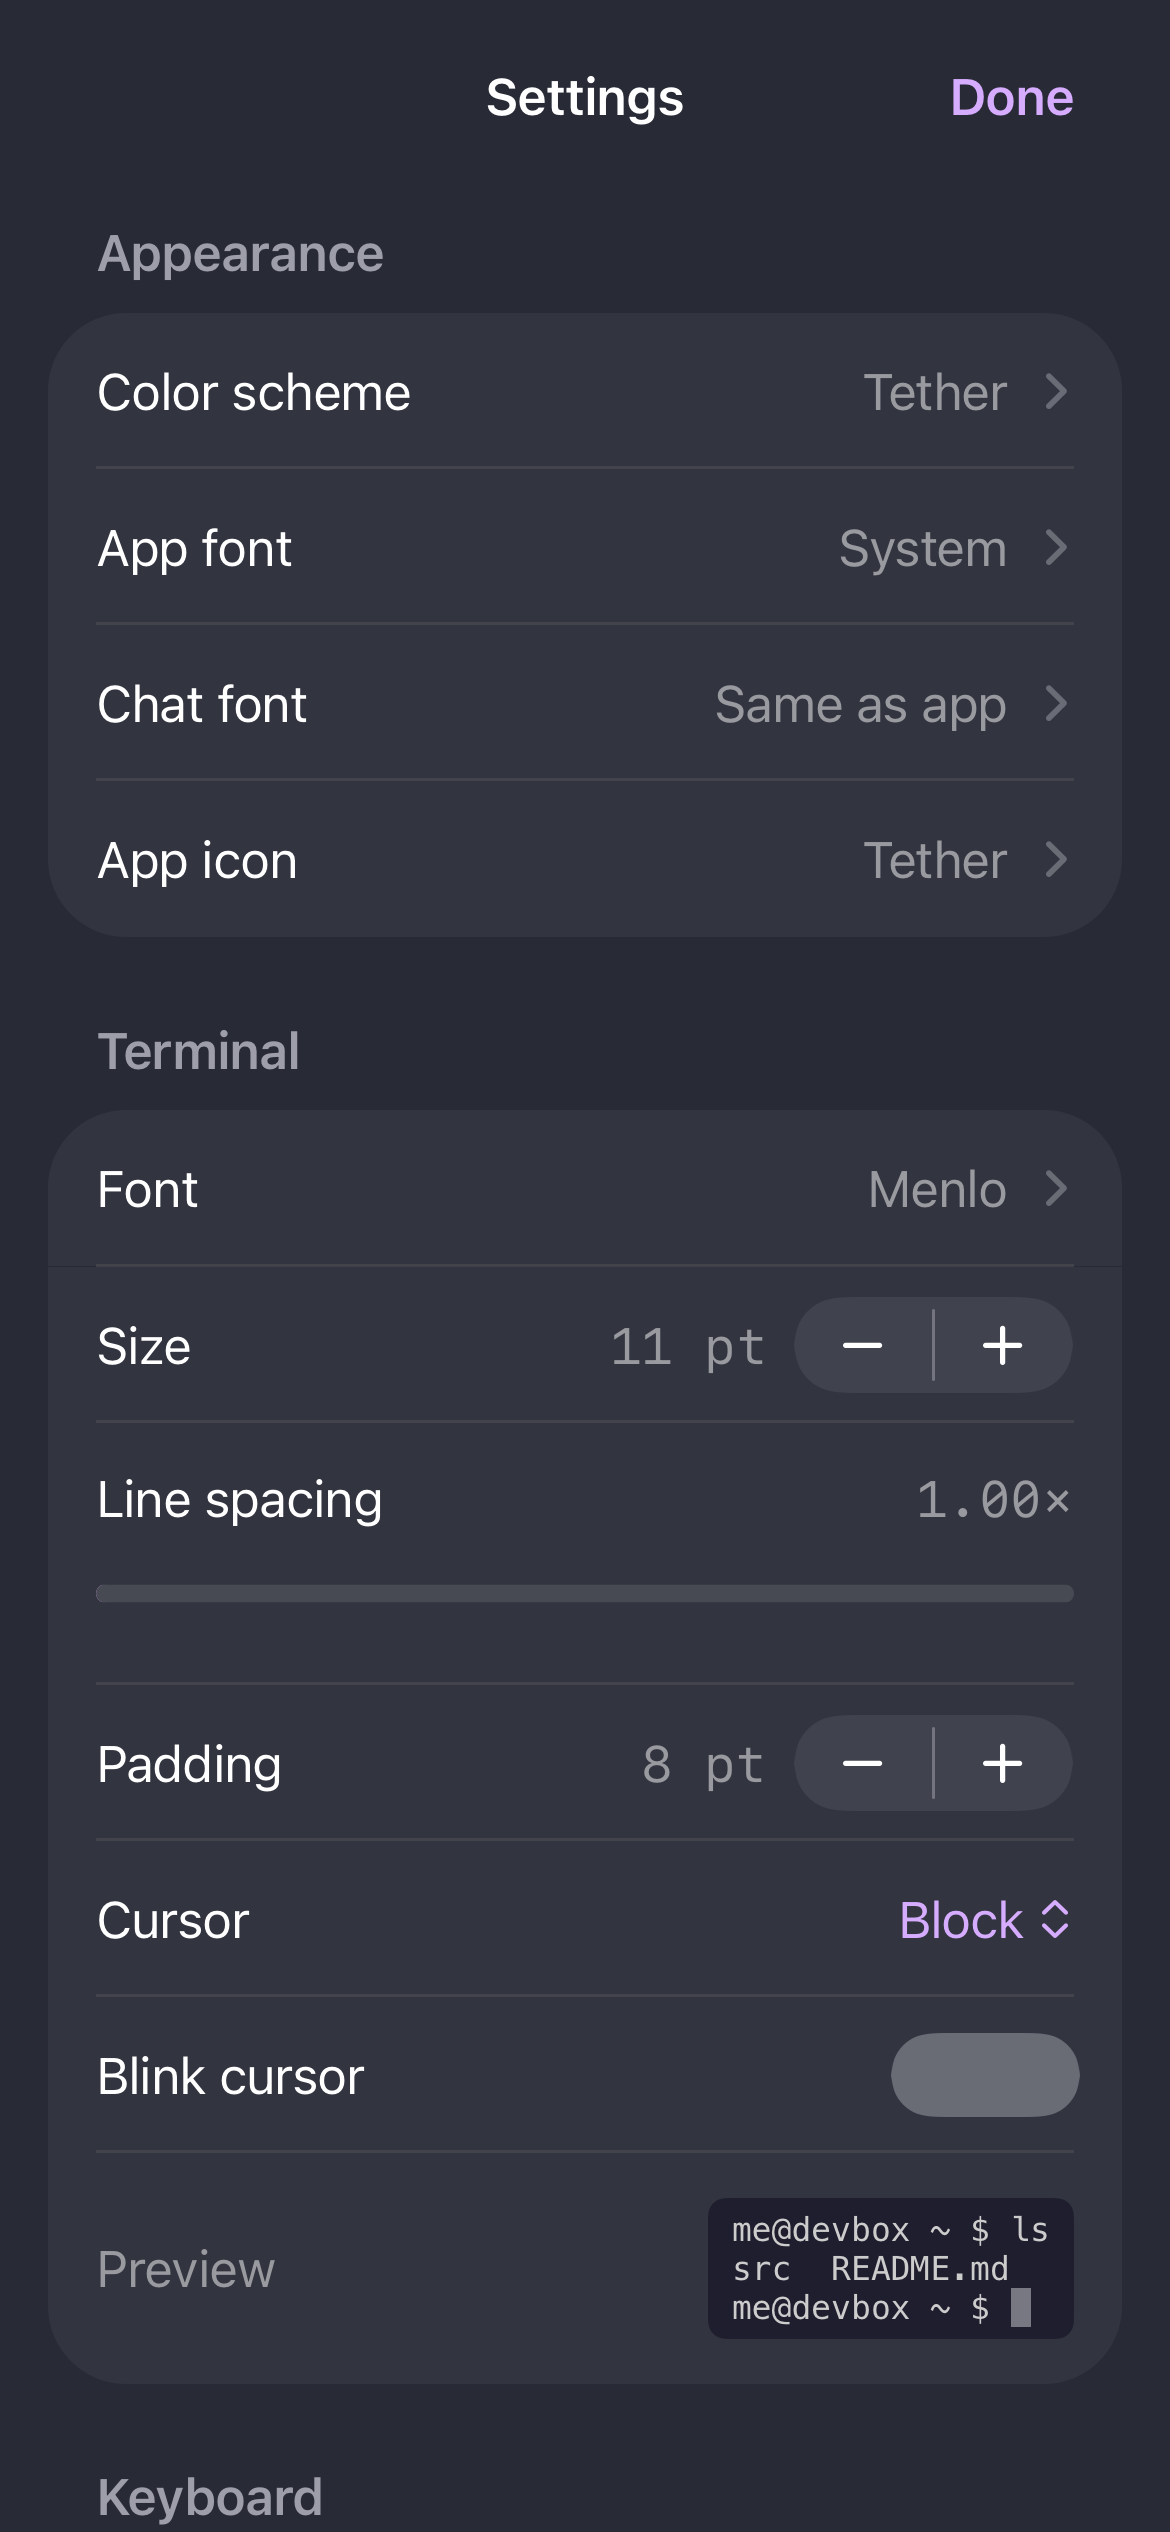 Settings
Done
Appearance
Color scheme
Tether
App font
System
Chat font
Same as app
App icon
Tether
Terminal
Font
Menlo
Size
11 pt
Line spacing
1.00×
Padding
8 pt
Cursor
Block
Blink cursor
Preview
me@devbox ~ $ ls
src  README.md
me@devbox ~ $
Keyboard